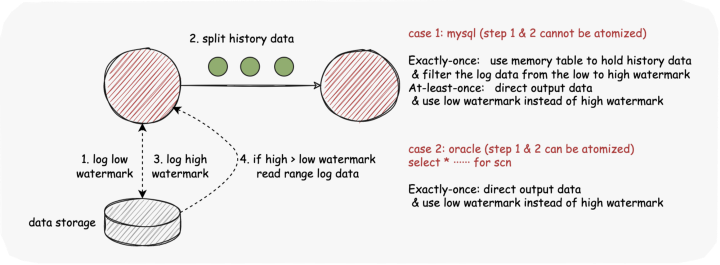 2. split history data
1. log low
watermark
3. log high
watermark
4. if high > low watermark
read range log data
data storage
case 1: mysql (step 1 & 2 cannot be atomized)
Exactly-once: use memory table to hold history data
& filter the log data from the low to high watermark
At-least-once: direct output data
& use low watermark instead of high watermark
case 2: oracle (step 1 & 2 can be atomized)
select * ······ for scn
Exactly-once: direct output data
& use low watermark instead of high watermark